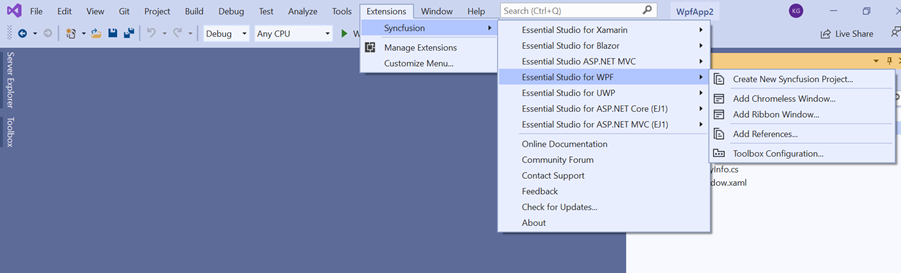 File Edit View Git Project Build Debug Test Analyze Tools Extensions Window Help Search (Ctrl+Q) WpfApp2 KG
Debug Any CPU Live Share
Server Explorer
Toolbox
Syncfusion
Manage Extensions
Customize Menu...
Essential Studio for Xamarin
Essential Studio for Blazor
Essential Studio ASP.NET MVC
Essential Studio for WPF
Essential Studio for UWP
Essential Studio for ASP.NET Core (EJ1)
Essential Studio for ASP.NET MVC (EJ1)
Online Documentation
Community Forum
Contact Support
Feedback
Check for Updates...
About
Create New Syncfusion Project...
Add Chromeless Window...
Add Ribbon Window...
Add References...
Toolbox Configuration...
yInfo.cs
dow.xaml